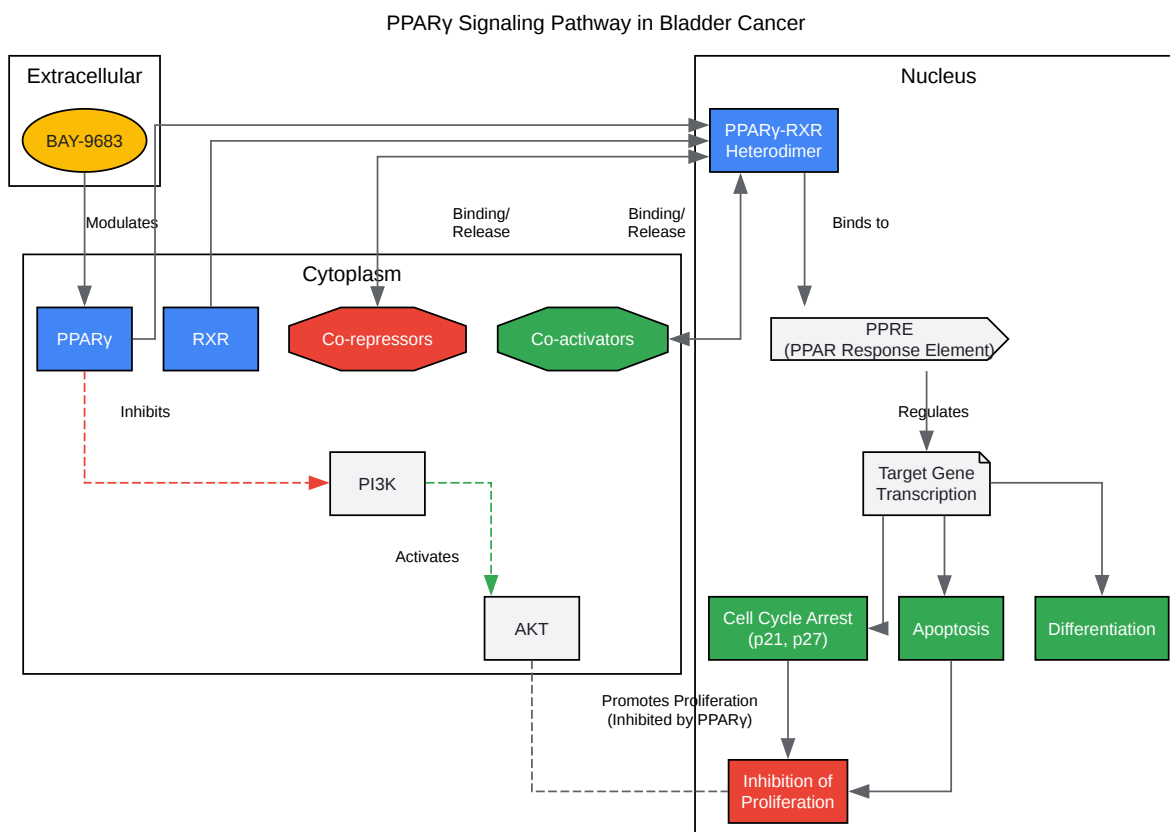 PPARγ Signaling Pathway in Bladder Cancer
Extracellular
Nucleus
BAY-9683
PPARγ-RXR
Heterodimer
Modulates
Binding/
Release
Binding/
Release
Binds to
Cytoplasm
PPARγ
RXR
Co-repressors
Co-activators
PPRE
(PPAR Response Element)
Inhibits
Regulates
PI3K
Target Gene
Transcription
Activates
AKT
Cell Cycle Arrest
(p21, p27)
Apoptosis
Differentiation
Promotes Proliferation
(Inhibited by PPARγ)
Inhibition of
Proliferation